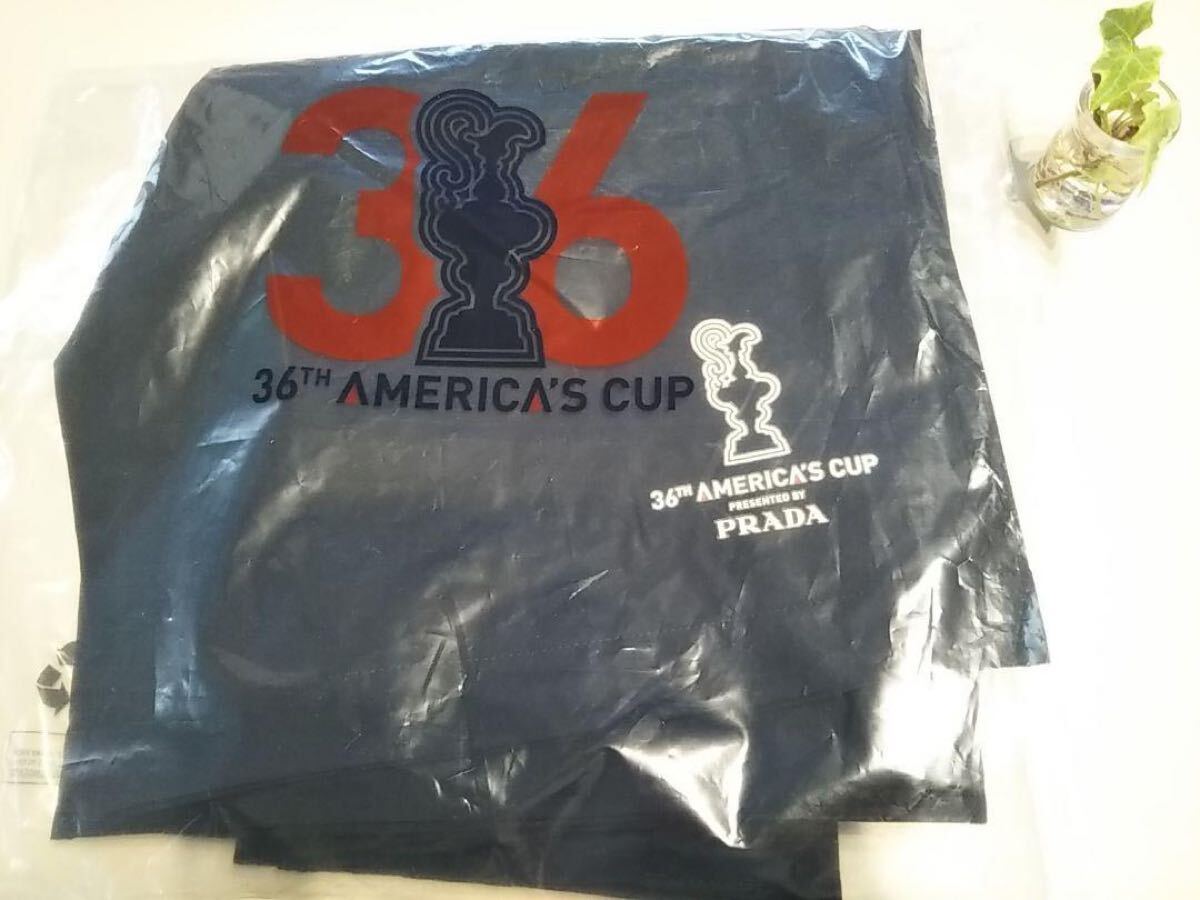 36
36TH AMERICA'S CUP
36TH AMERICA'S CUP
PRESENTED BY
PRADA